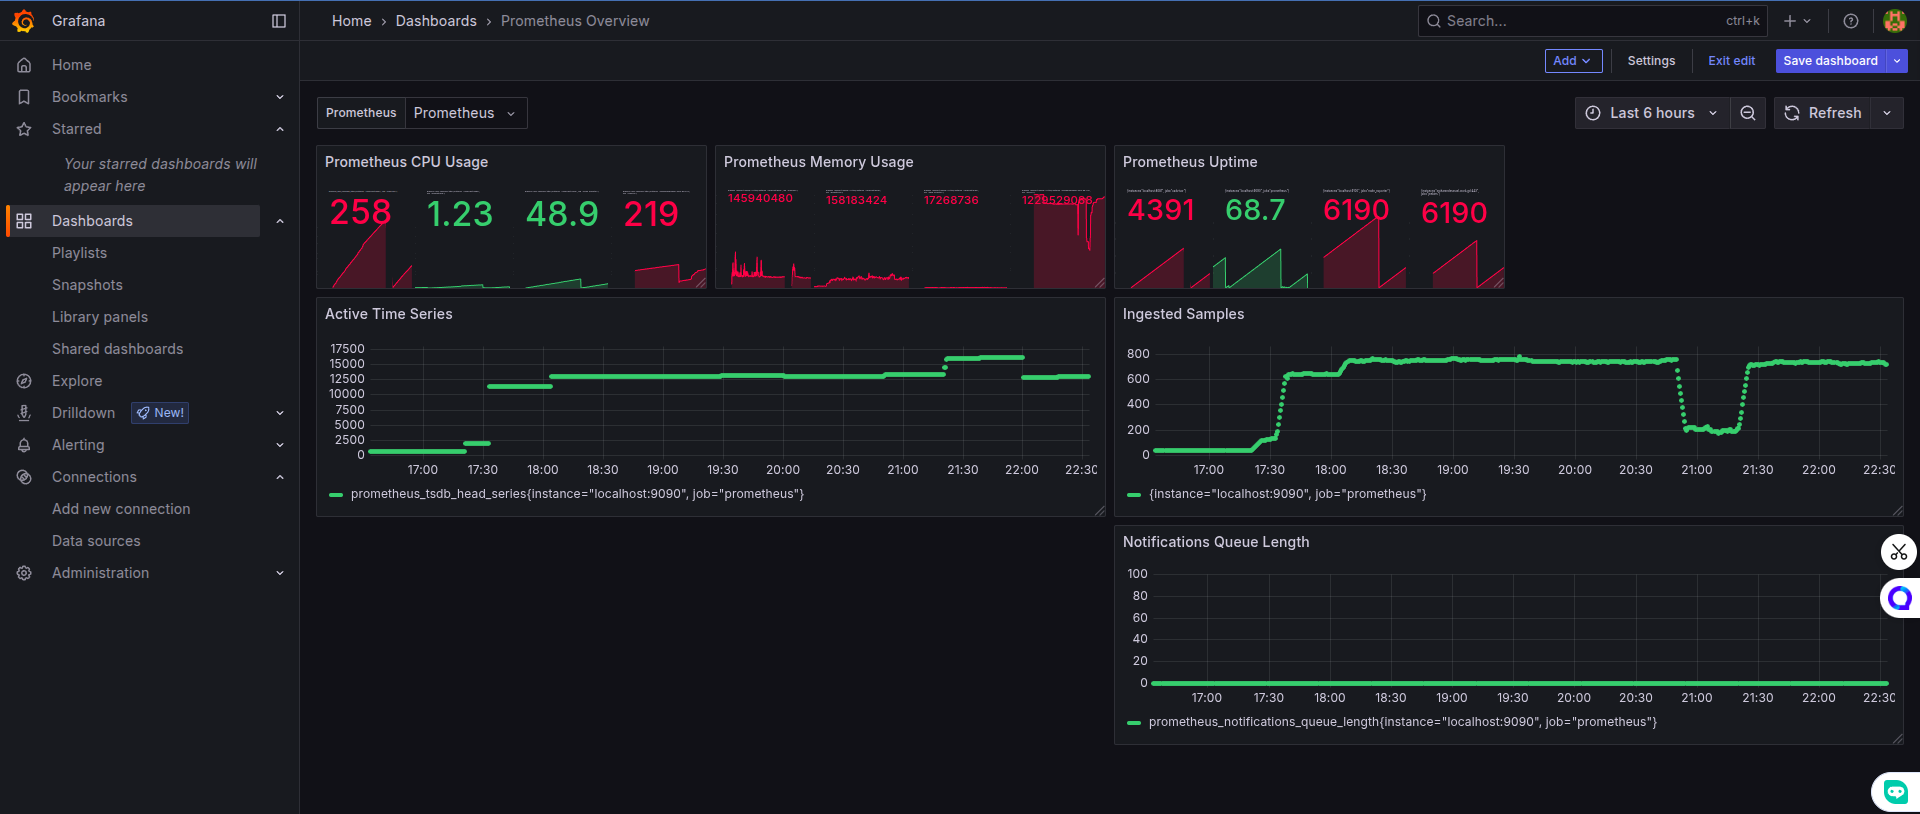 Grafana
Home › Dashboards › Prometheus Overview
Search... ctrl+k
Add Settings Exit edit Save dashboard
Home
Bookmarks
Starred
Your starred dashboards will
appear here
Dashboards
Playlists
Snapshots
Library panels
Shared dashboards
Explore
Drilldown New!
Alerting
Connections
Add new connection
Data sources
Administration
Prometheus Prometheus
Last 6 hours Refresh
Prometheus CPU Usage
258 1.23 48.9 219
Prometheus Memory Usage
145940480 158183424 17268736
Prometheus Uptime
4391 68.7 6190 6190
Active Time Series
17500
15000
12500
10000
7500
5000
2500
0
17:00 17:30 18:00 18:30 19:00 19:30 20:00 20:30 21:00 21:30 22:00 22:30
prometheus_tsdb_head_series{instance="localhost:9090", job="prometheus"}
Ingested Samples
800
600
400
200
0
17:00 17:30 18:00 18:30 19:00 19:30 20:00 20:30 21:00 21:30 22:00 22:30
{instance="localhost:9090", job="prometheus"}
Notifications Queue Length
100
80
60
40
20
0
17:00 17:30 18:00 18:30 19:00 19:30 20:00 20:30 21:00 21:30 22:00 22:30
prometheus_notifications_queue_length{instance="localhost:9090", job="prometheus"}